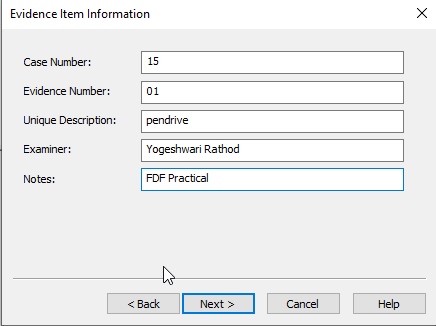 Evidence Item Information
Case Number: 15
Evidence Number: 01
Unique Description: pendrive
Examiner: Yogeshwari Rathod
Notes: FDF Practical
< Back Next > Cancel Help